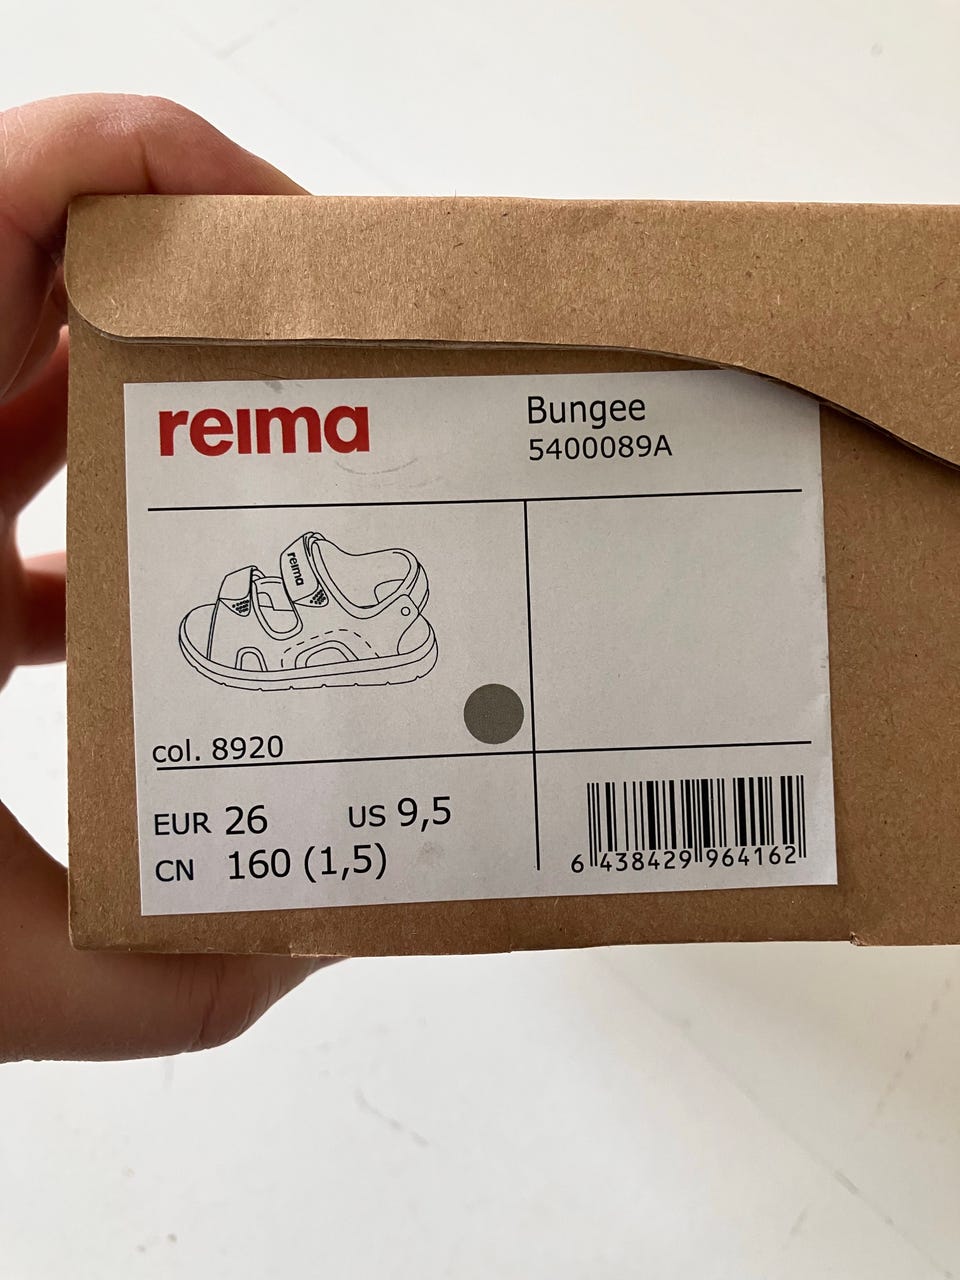 reima
Bungee
5400089A
reima
col. 8920
EUR 26 US 9,5
CN 160 (1,5)
6 438429 964162